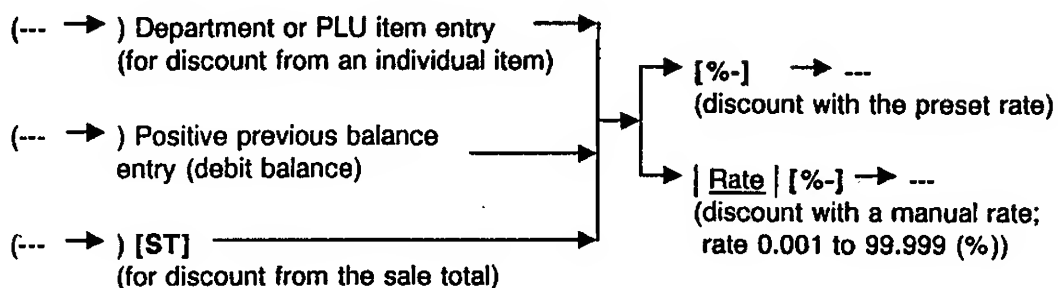 (--- → ) Department or PLU item entry
(for discount from an individual item)
(--- → ) Positive previous balance
entry (debit balance)
(--- → ) [ST]
(for discount from the sale total)
[%-] → ---
(discount with the preset rate)
| Rate | [%-] → ---
(discount with a manual rate;
rate 0.001 to 99.999 (%))